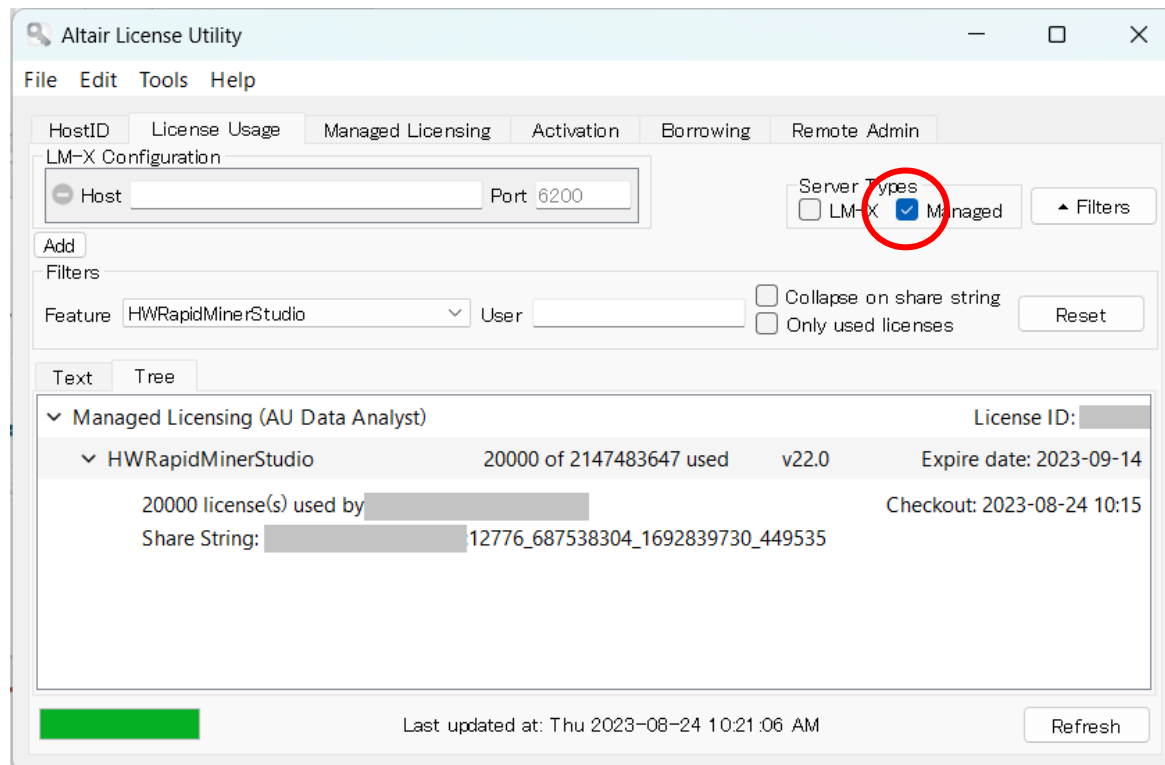 Altair License Utility
File Edit Tools Help
HostID License Usage Managed Licensing Activation Borrowing Remote Admin
LM-X Configuration
Host Port 6200
Server Types
LM-X Managed
Filters
Add
Filters
Feature HWRapidMinerStudio User
Collapse on share string
Only used licenses
Reset
Text Tree
Managed Licensing (AU Data Analyst) License ID:
HWRapidMinerStudio 20000 of 2147483647 used v22.0 Expire date: 2023-09-14
20000 license(s) used by Checkout: 2023-08-24 10:15
Share String: :12776_687538304_1692839730_449535
Last updated at: Thu 2023-08-24 10:21:06 AM Refresh